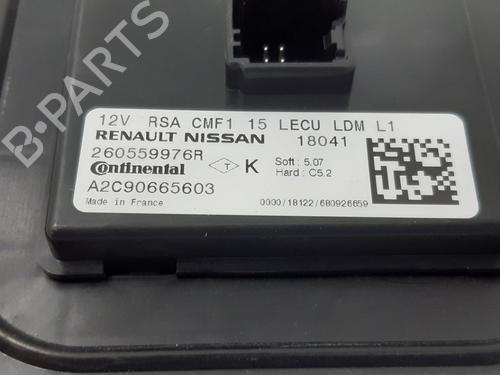 B-PARTS
12V RSA CMF1 15 LECU LDM L1
RENAULT NISSAN 18041
260559976R
Continental T K Soft : 5.07
Hard : C5.2
A2C90665603
Made in France 0000/18122/680926659